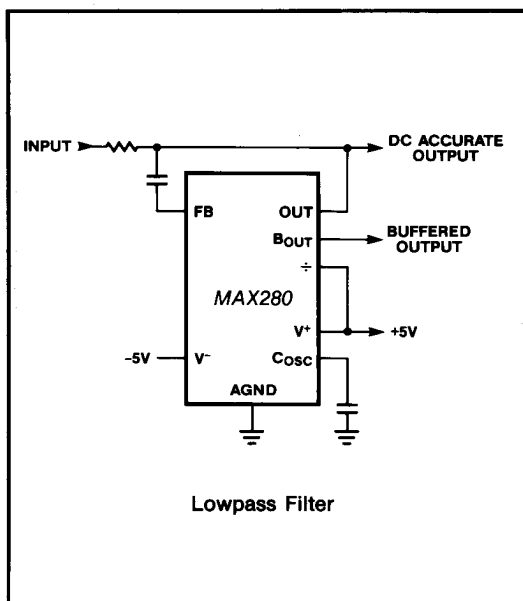 INPUT
DC ACCURATE
OUTPUT
FB
OUT
BOUT
BUFFERED
OUTPUT
÷
MAX280
V+
+5V
-5V
V-
COSC
AGND
Lowpass Filter